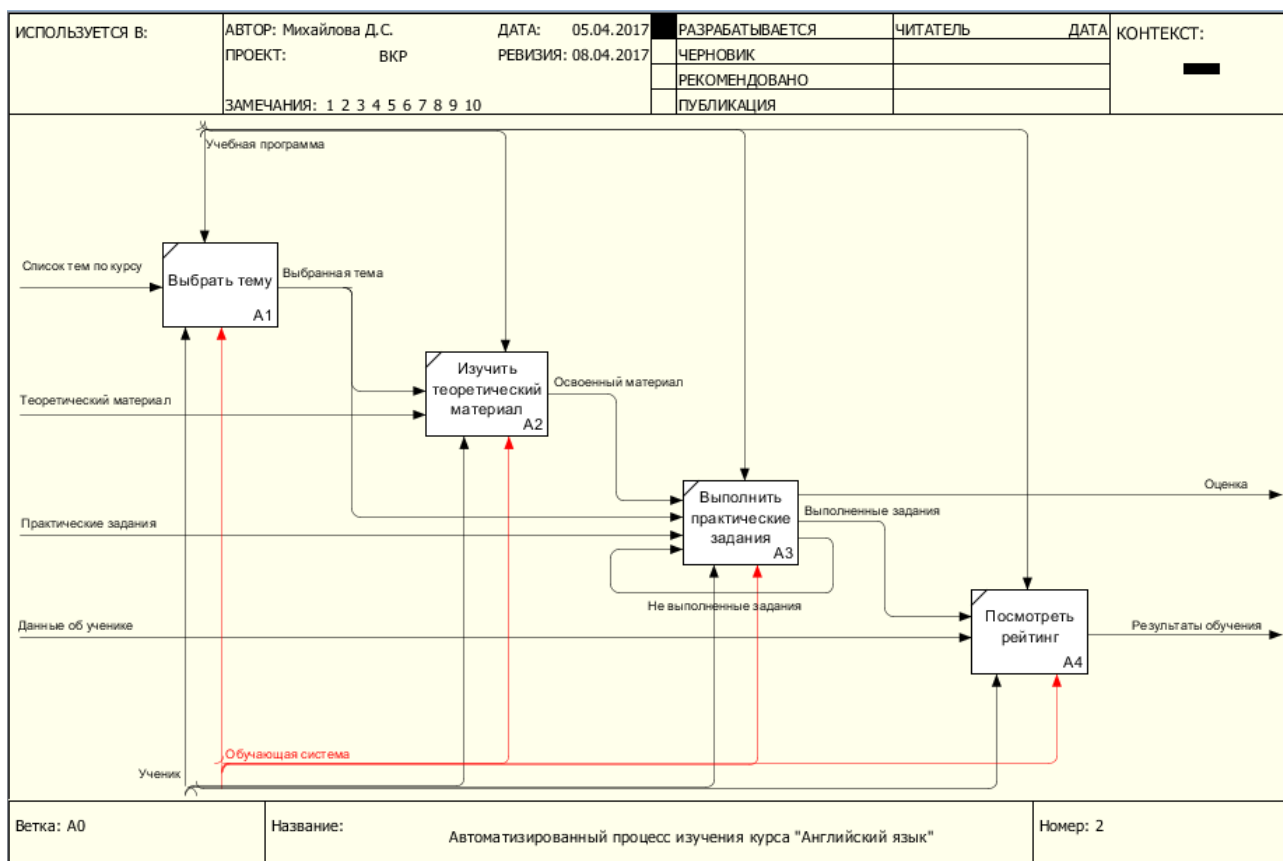 ИСПОЛЬЗУЕТСЯ В:
АВТОР: Михайлова Д.С.
ДАТА: 05.04.2017
РАЗРАБАТЫВАЕТСЯ
ЧИТАТЕЛЬ
ДАТА
КОНТЕКСТ:
ПРОЕКТ: ВКР
РЕВИЗИЯ: 08.04.2017
ЧЕРНОВИК
РЕКОМЕНДОВАНО
ЗАМЕЧАНИЯ: 1 2 3 4 5 6 7 8 9 10
ПУБЛИКАЦИЯ
Учебная программа
Список тем по курсу
Выбрать тему
A1
Выбранная тема
Теоретический материал
Изучить
теоретический
материал
A2
Освоенный материал
Практические задания
Выполнить
практические
задания
A3
Оценка
Выполненные задания
Не выполненные задания
Данные об ученике
Посмотреть
рейтинг
A4
Результаты обучения
Обучающая система
Ученик
Ветка: A0
Название:
Автоматизированный процесс изучения курса "Английский язык"
Номер: 2